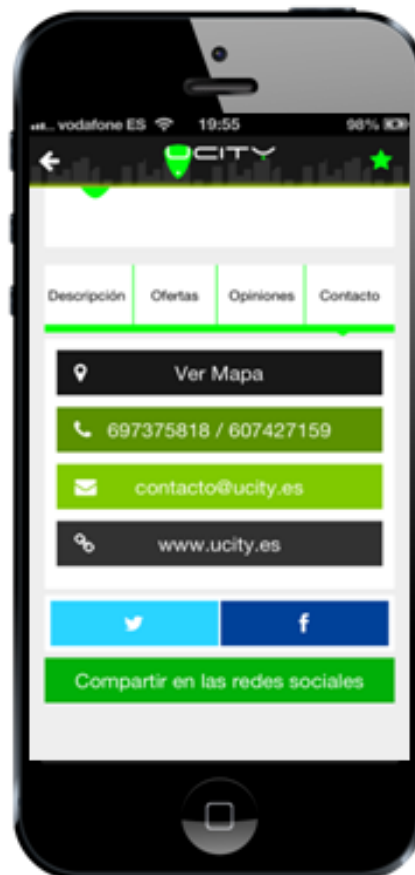 vodafone ES 19:55 98%
UCITY
Descripción Ofertas Opiniones Contacto
Ver Mapa
697375818 / 607427159
contacto@ucity.es
www.ucity.es
f
Compartir en las redes sociales